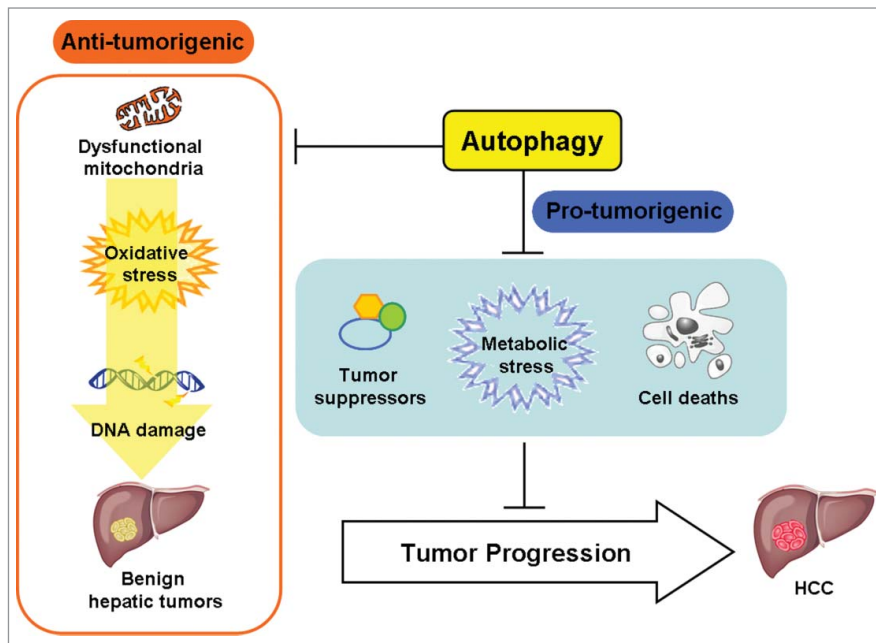 Anti-tumorigenic
Dysfunctional
mitochondria
Oxidative
stress
DNA damage
Benign
hepatic tumors
Autophagy
Pro-tumorigenic
Tumor
suppressors
Metabolic
stress
Cell deaths
Tumor Progression
HCC